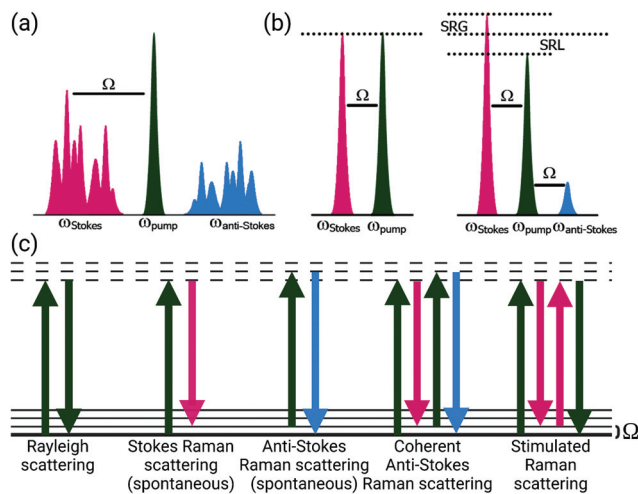 (a)
Ω
ωStokes
ωpump
ωanti-Stokes
(b)
Ω
ωStokes
ωpump
SRG
SRL
Ω
Ω
ωStokes
ωpump
ωanti-Stokes
(c)
Ω
Rayleigh
scattering
Stokes Raman
scattering
(spontaneous)
Anti-Stokes
Raman scattering
(spontaneous)
Coherent
Anti-Stokes
Raman scattering
Stimulated
Raman
scattering